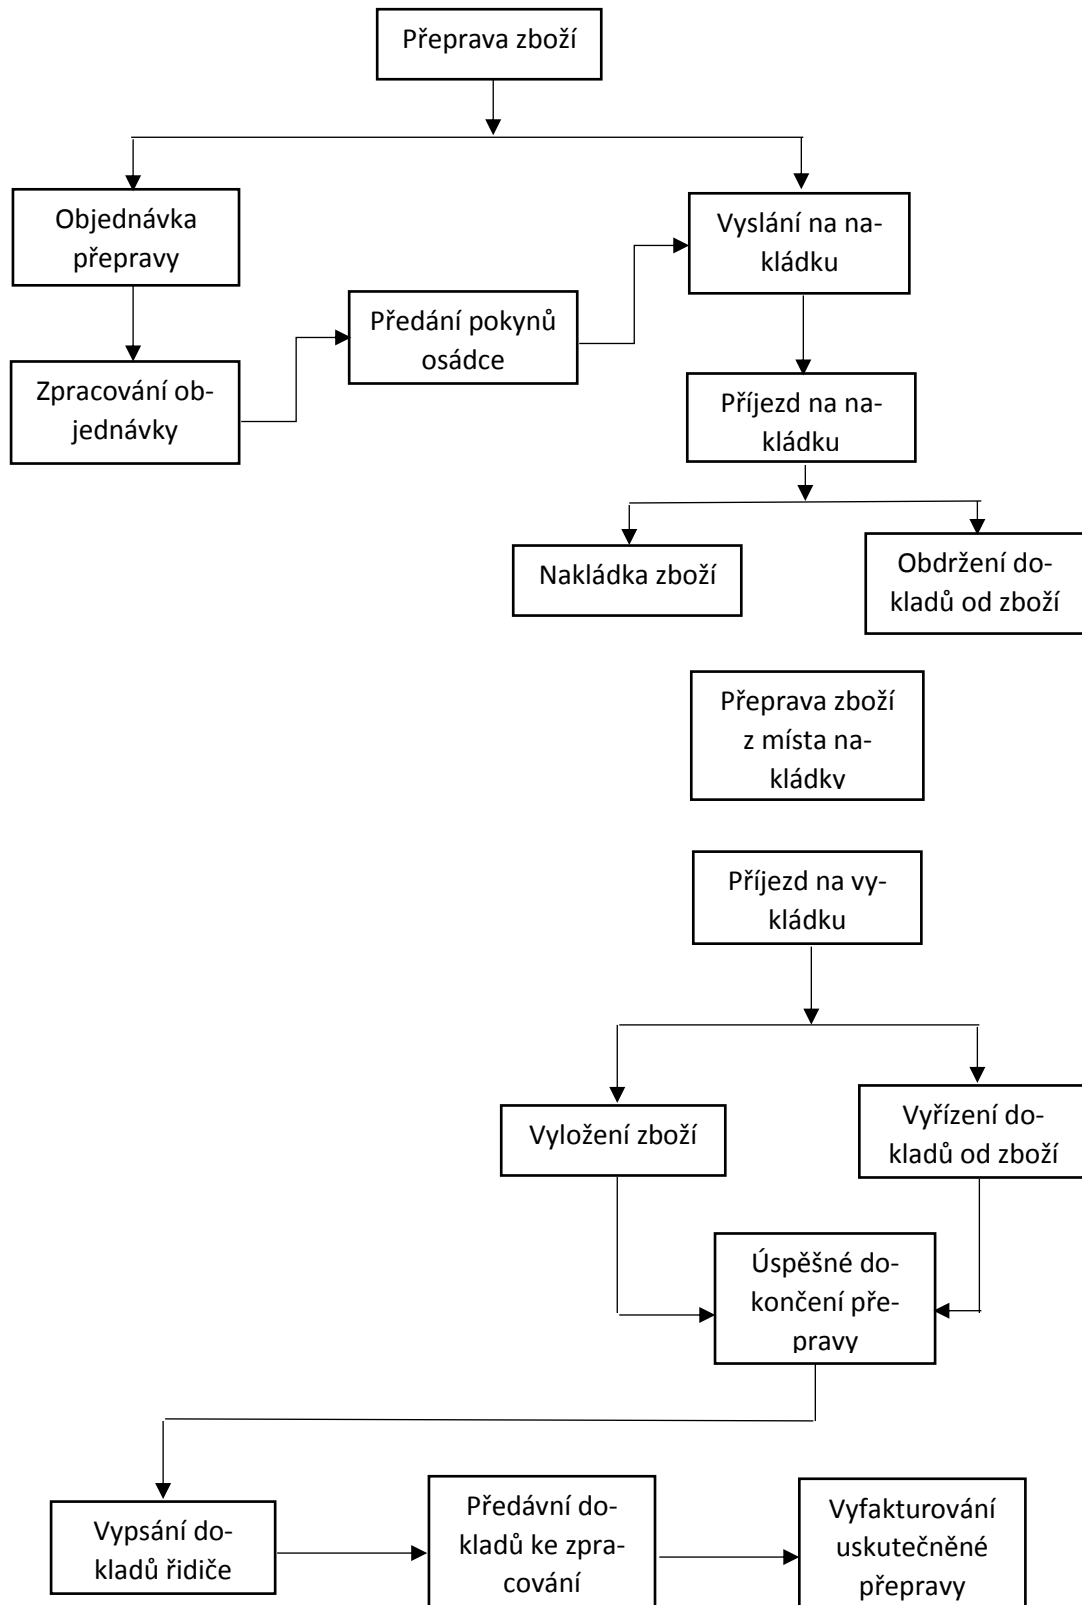 Přeprava zboží
Objednávka
přepravy
Vyslání na na-
kládku
Předání pokynů
osádce
Zpracování ob-
jednávky
Příjezd na na-
kládku
Nakládka zboží
Obdržení do-
kladů od zboží
Přeprava zboží
z místa na-
kládky
Příjezd na vy-
kládku
Vyložení zboží
Vyřízení do-
kladů od zboží
Úspěšné do-
končení pře-
pravy
Vypsání do-
kladů řidiče
Předávní do-
kladů ke zpra-
cování
Vyfakturování
uskutečněné
přepravy